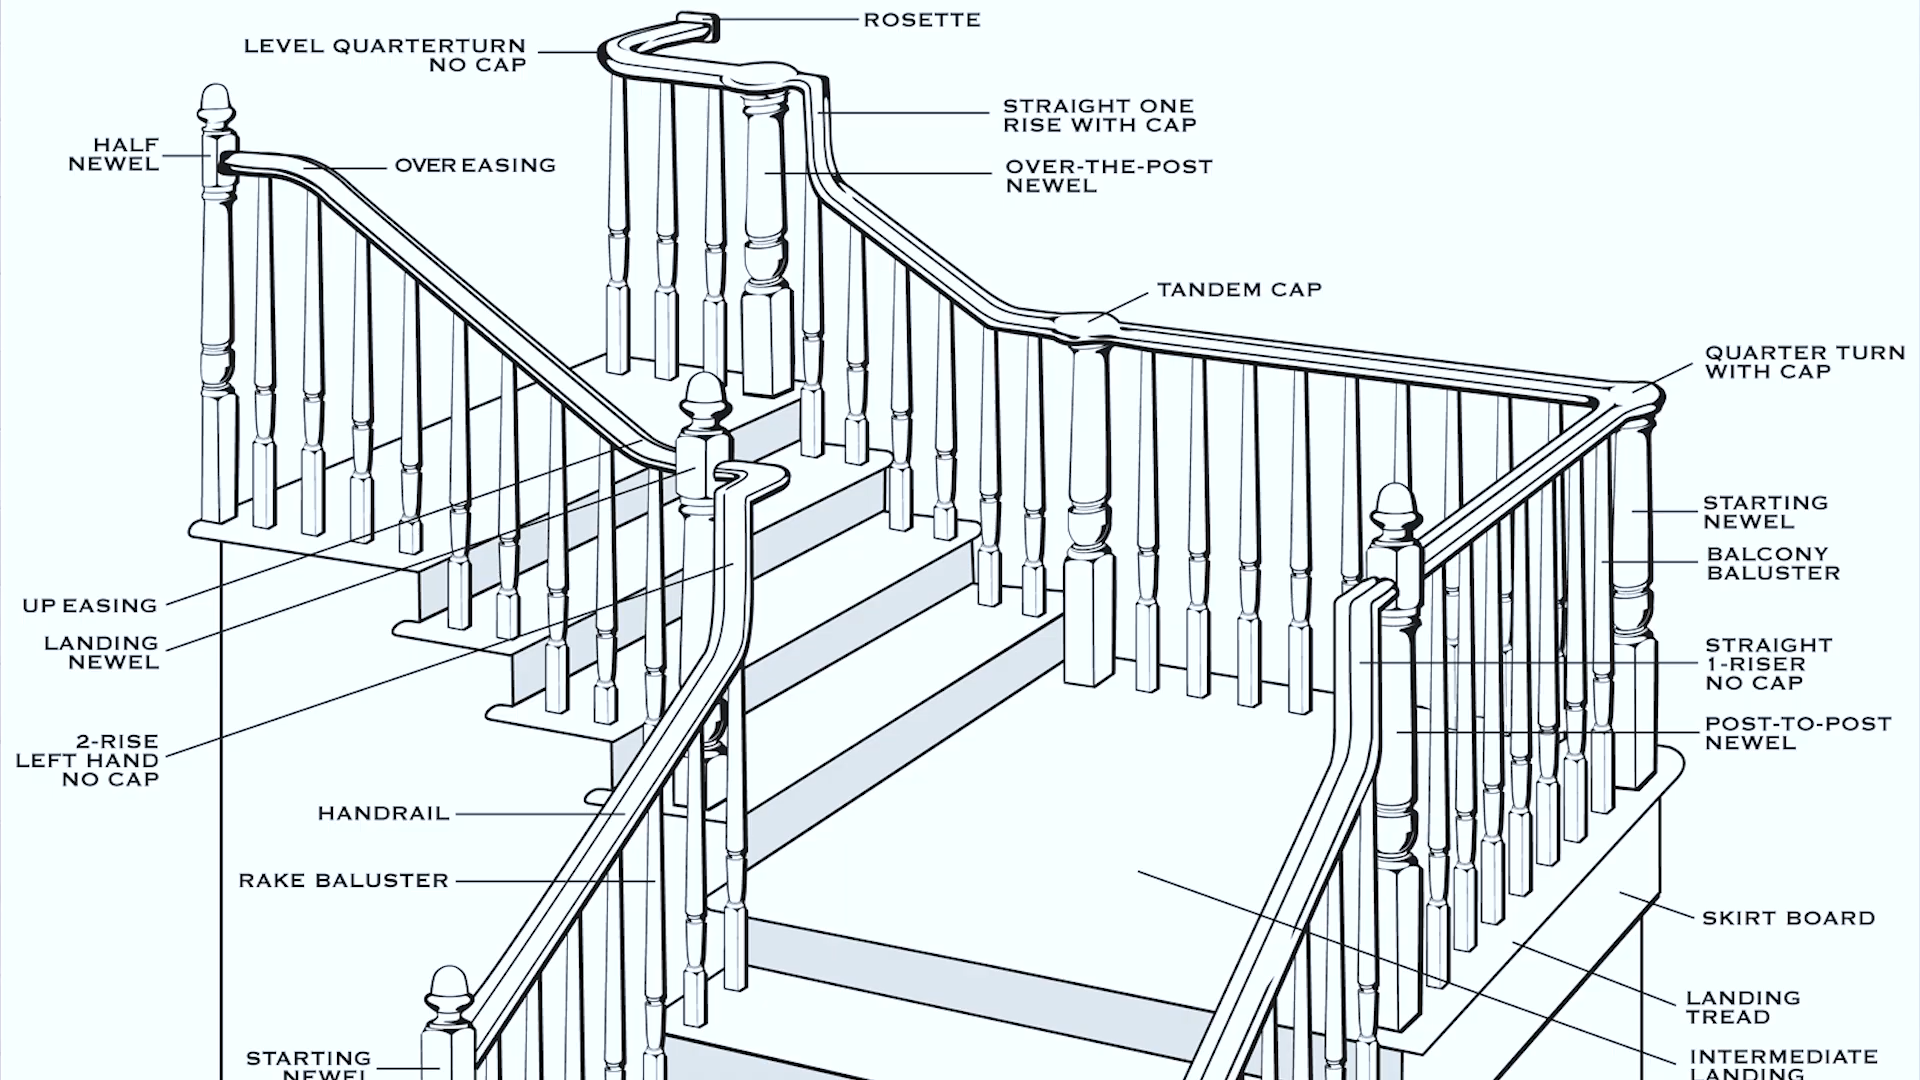 ROSETTE
LEVEL QUARTERTURN
NO CAP
STRAIGHT ONE
RISE WITH CAP
HALF
NEWEL
OVER EASING
OVER-THE-POST
NEWEL
TANDEM CAP
QUARTER TURN
WITH CAP
STARTING
NEWEL
BALCONY
BALUSTER
UP EASING
LANDING
NEWEL
STRAIGHT
1-RISER
NO CAP
2-RISE
LEFT HAND
NO CAP
POST-TO-POST
NEWEL
HANDRAIL
RAKE BALUSTER
SKIRT BOARD
LANDING
TREAD
STARTING
NEWEL
INTERMEDIATE
LANDING